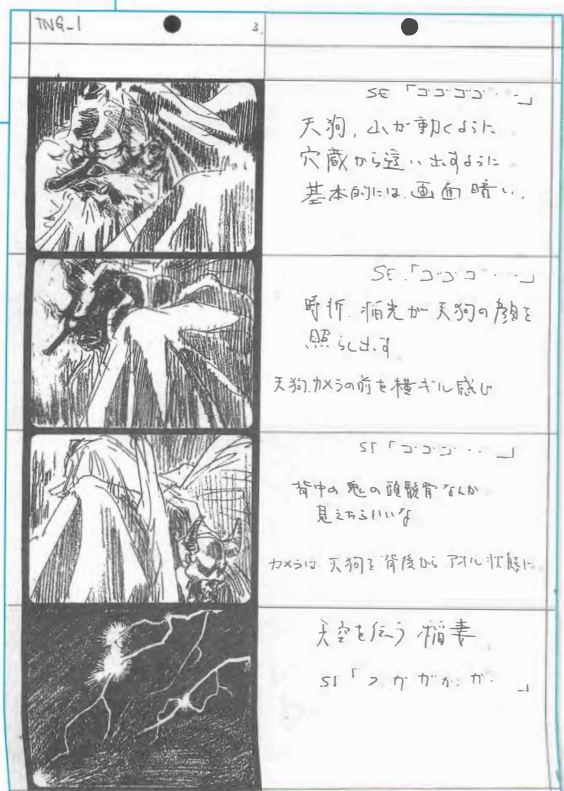 TNG_1
3.
SE「ゴゴゴゴ・・」
天狗、山が動くように
穴蔵から這い出すように
基本的には画面暗い、
SE.「ゴゴゴ・・・」
時折、稲光が天狗の顔を
照らし出す
天狗、カメラの前を横ギル感じ
SE「ゴゴゴ・・」
背中の鬼の頭骸骨なんか
見えたらいいな
カメラは天狗を背後からアオル状態に
天空を伝う稲妻
SE「